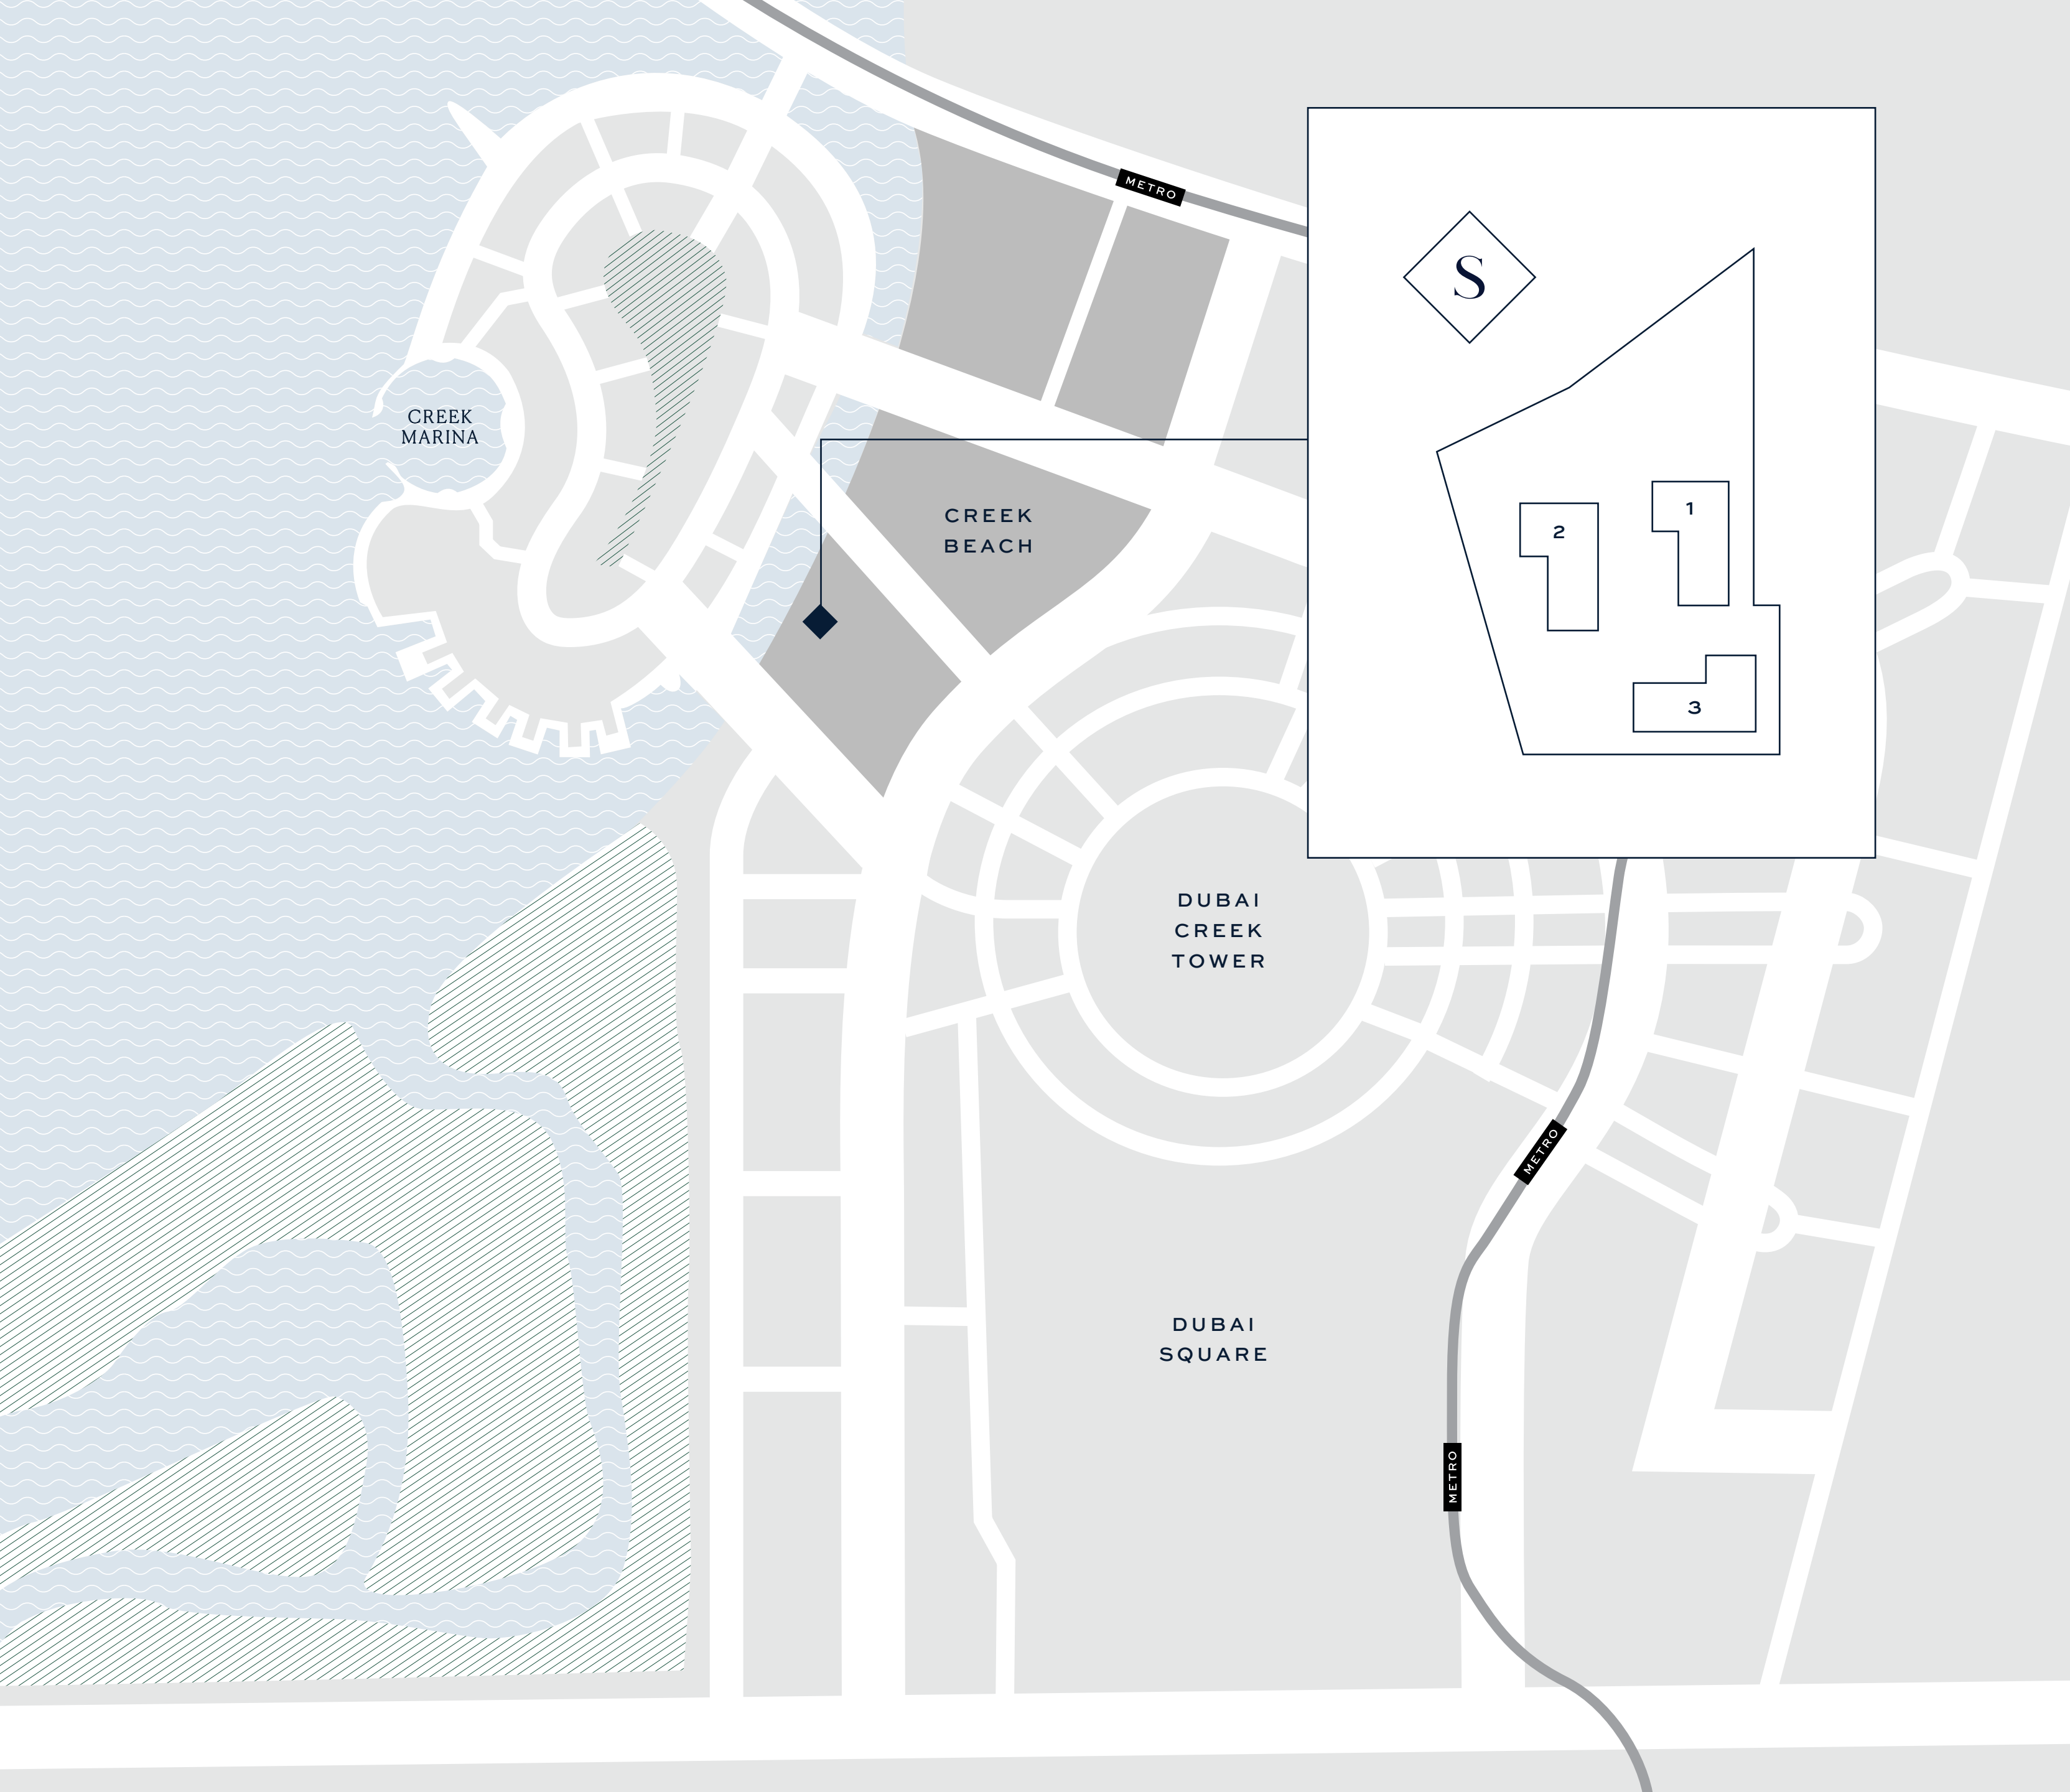 METRO
S
CREEK
MARINA
1
2
CREEK
BEACH
3
DUBAI
CREEK
TOWER
METRO
DUBAI
SQUARE
METRO